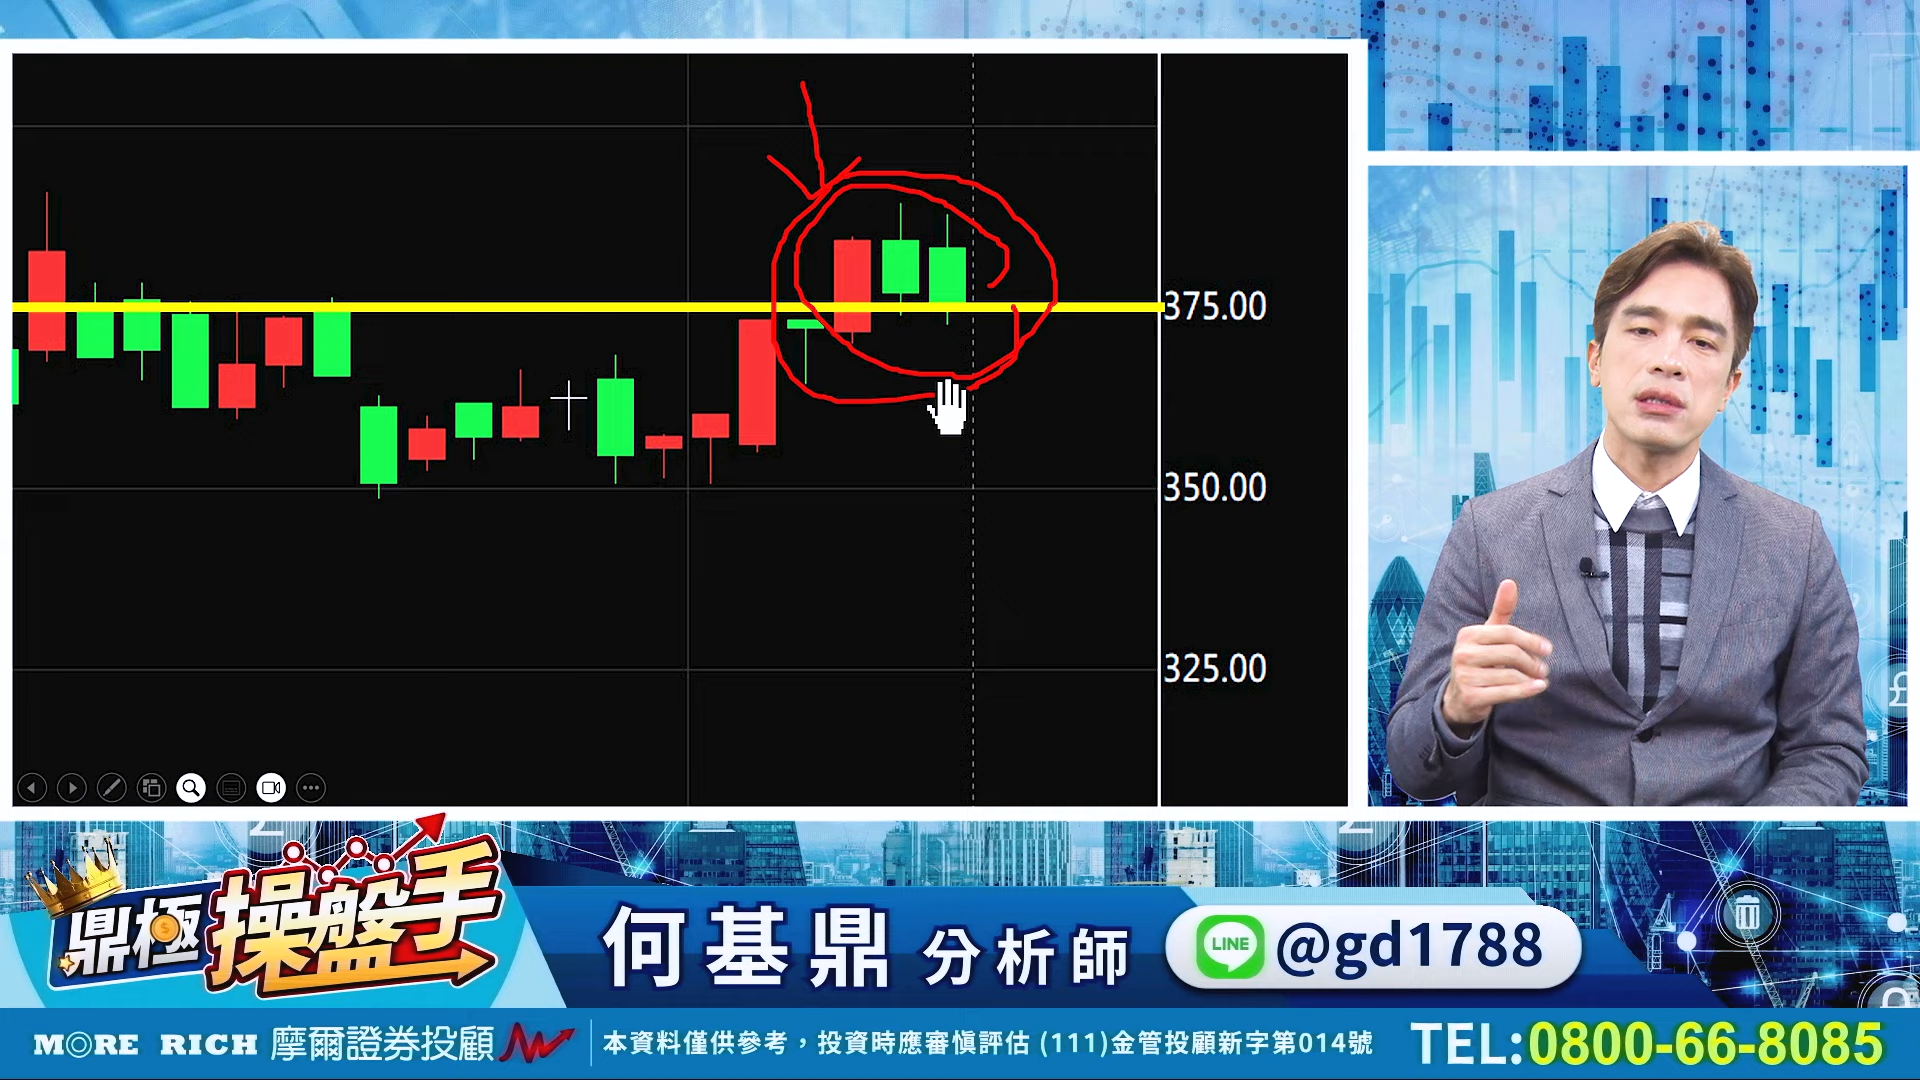 375.00
350.00
325.00
鼎極操盤手
何基鼎 分析師
LINE @gd1788
MORE RICH 摩爾證券投顧
本資料僅供參考，投資時應審慎評估 (111)金管投顧新字第014號
TEL:0800-66-8085